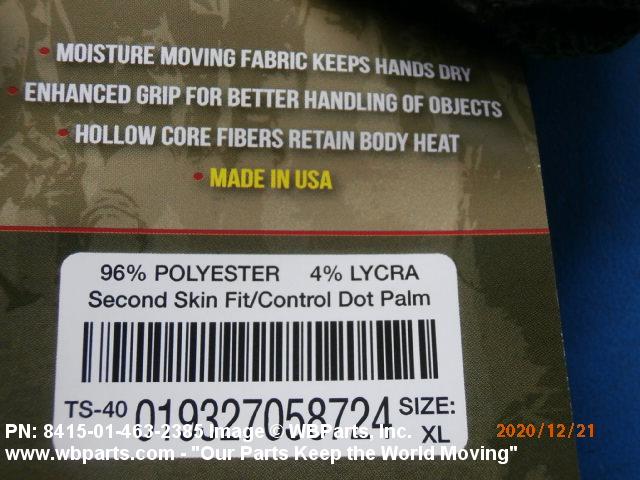 • MOISTURE MOVING FABRIC KEEPS HANDS DRY
• ENHANCED GRIP FOR BETTER HANDLING OF OBJECTS
• HOLLOW CORE FIBERS RETAIN BODY HEAT
• MADE IN USA
96% POLYESTER 4% LYCRA
Second Skin Fit/Control Dot Palm
TS-40 019327058724 SIZE: XL
PN: 8415-01-463-2385 Image © WBParts, Inc. 2020/12/21
www.wbparts.com - "Our Parts Keep the World Moving"